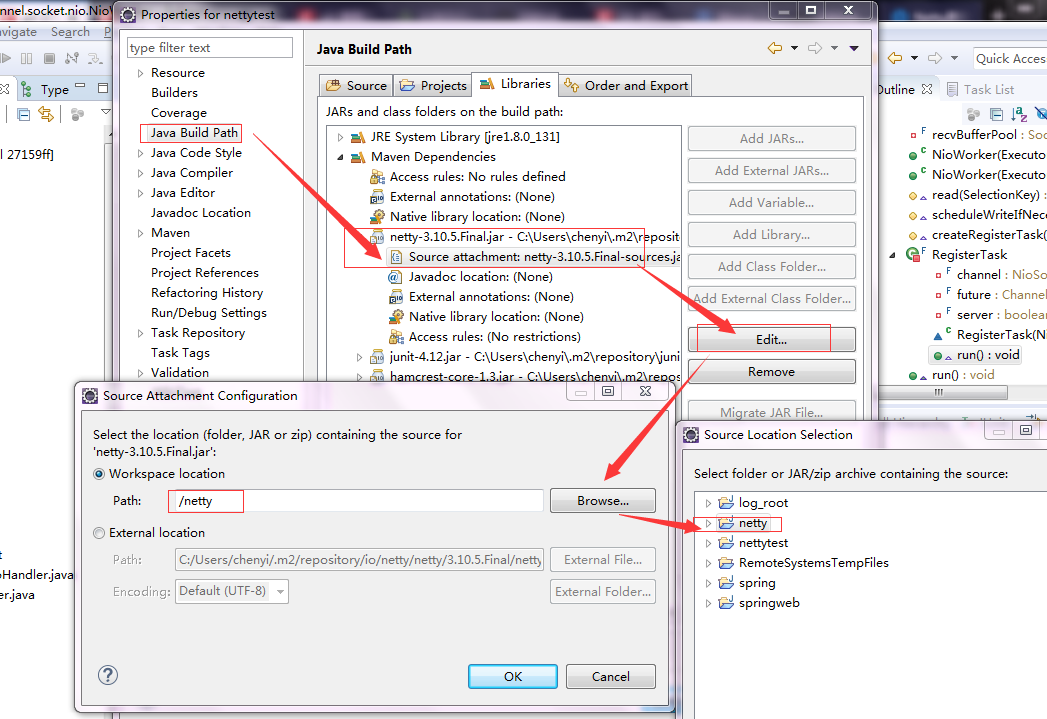 nnel.socket.nio.Nio
Properties for nettytest
avigate Search P
type filter text
Java Build Path
Quick Acces
Type
Outline
Task List
Resource
Builders
Coverage
Java Build Path
Java Code Style
Java Compiler
Java Editor
Javadoc Location
Maven
Project Facets
Project References
Refactoring History
Run/Debug Settings
Task Repository
Task Tags
Validation
l 27159ff]
Source Projects Libraries Order and Export
JARs and class folders on the build path:
JRE System Library [jre1.8.0_131]
Maven Dependencies
Access rules: No rules defined
External annotations: (None)
Native library location: (None)
netty-3.10.5.Final.jar - C:\Users\chenyi\.m2\reposit
Source attachment: netty-3.10.5.Final-sources.ja
Javadoc location: (None)
External annotations: (None)
Native library location: (None)
Access rules: (No restrictions)
junit-4.12.jar - C:\Users\chenyi\.m2\repository\juni
hamcrest-core-1.3.jar - C:\Users\chenyi\.m2\repos
Add JARs...
Add External JARs...
Add Variable...
Add Library...
Add Class Folder...
Add External Class Folder...
Edit...
Remove
Migrate JAR File...
recvBufferPool : Soc
NioWorker(Executo
NioWorker(Executo
read(SelectionKey) :
scheduleWriteIfNece
createRegisterTask(
RegisterTask
channel : NioSo
future : Channel
server : boolean
RegisterTask(Ni
run() : void
run() : void
Source Attachment Configuration
Select the location (folder, JAR or zip) containing the source for
'netty-3.10.5.Final.jar':
Workspace location
Path: /netty Browse...
External location
Path: C:/Users/chenyi/.m2/repository/io/netty/netty/3.10.5.Final/netty External File...
Encoding: Default (UTF-8) External Folder...
OK Cancel
t
oHandler.java
er.java
Source Location Selection
Select folder or JAR/zip archive containing the source:
log_root
netty
nettytest
RemoteSystemsTempFiles
spring
springweb